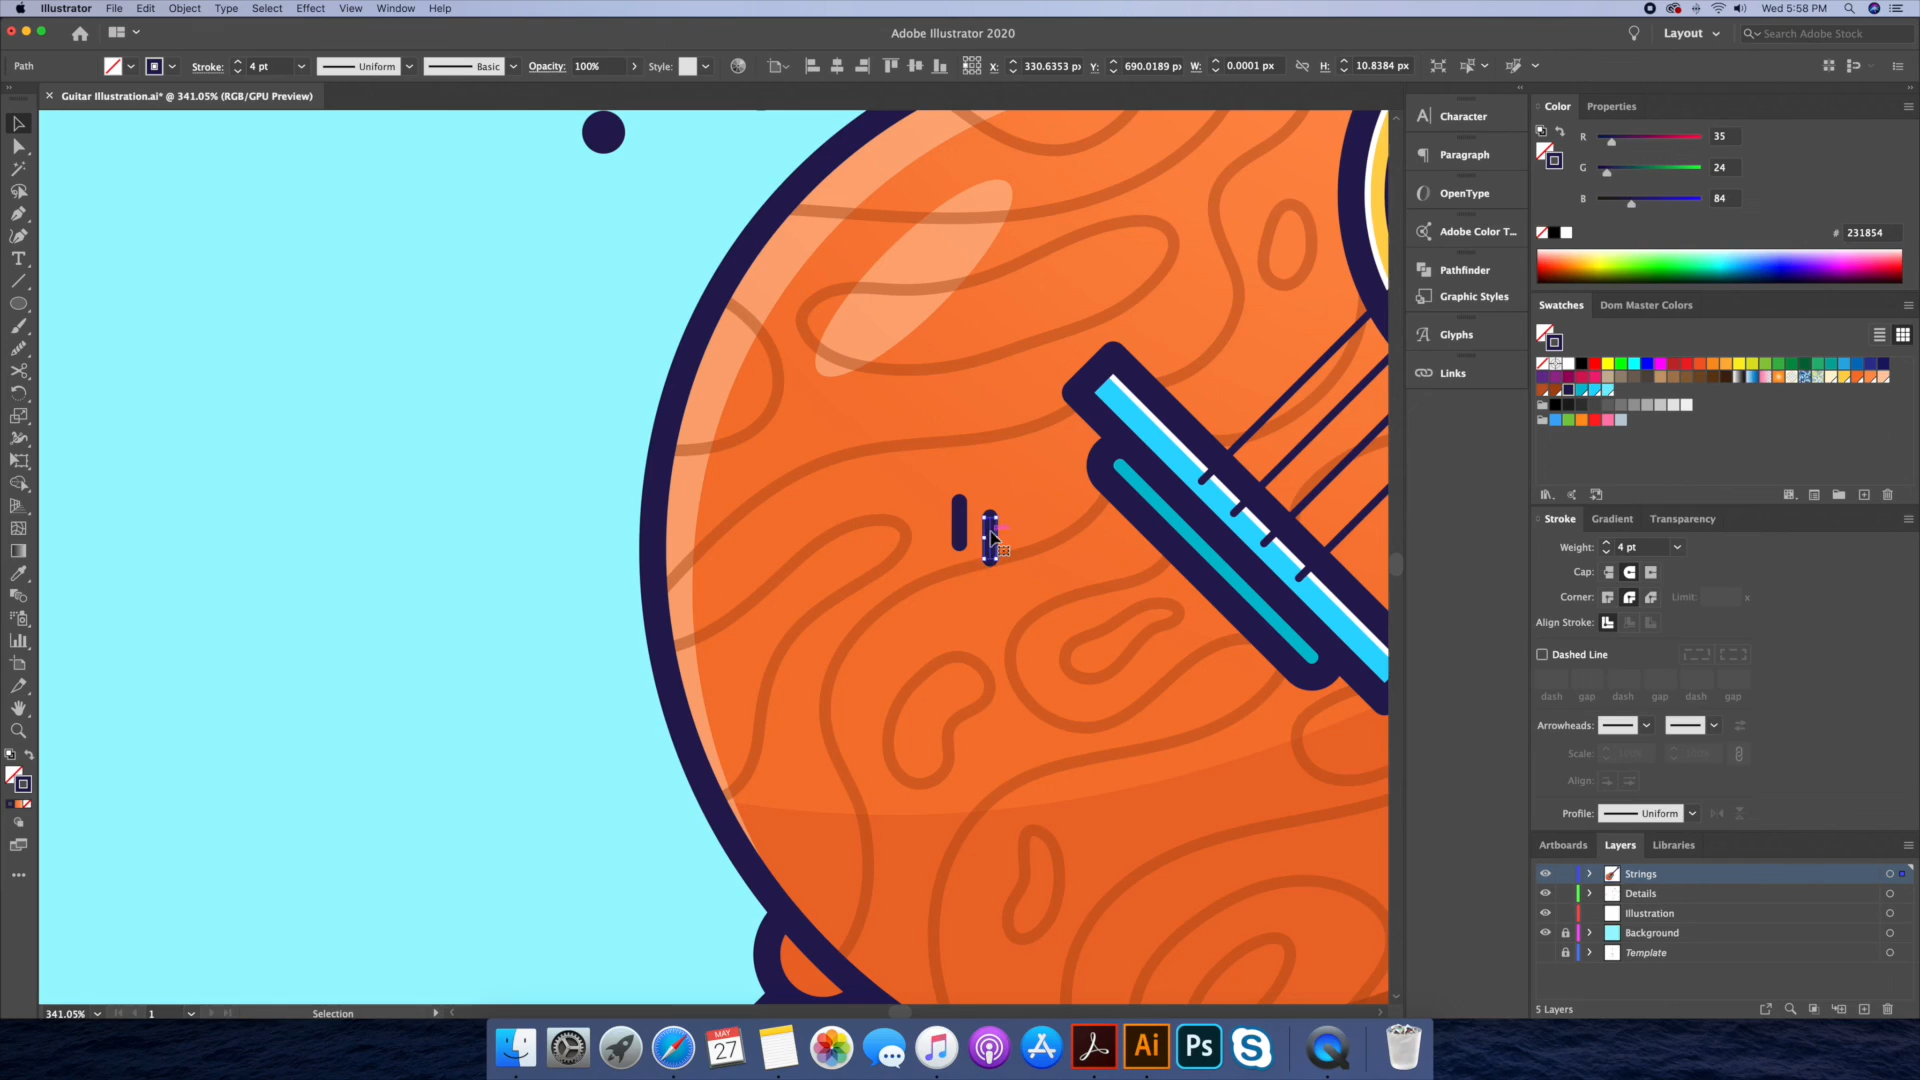 Illustrator File Edit Object Type Select Effect View Window Help Wed 5:58 PM
Adobe Illustrator 2020 Layout Search Adobe Stock
Path Stroke: 4 pt Uniform Basic Opacity: 100% Style: X: 330.6353 px Y: 690.0189 px W: 0.0001 px H: 10.8384 px
Guitar Illustration.ai* @ 341.05% (RGB/GPU Preview)
Character
Paragraph
OpenType
Adobe Color T...
Pathfinder
Graphic Styles
Glyphs
Links
Color Properties
R 35
G 24
B 84
# 231854
Swatches Dom Master Colors
Stroke Gradient Transparency
Weight: 4 pt
Cap:
Corner: Limit: x
Align Stroke:
Dashed Line
dash gap dash gap dash gap
Arrowheads:
Scale: 100% 100%
Align:
Profile: Uniform
Artboards Layers Libraries
Strings
Details
Illustration
Background
Template
5 Layers
341.05% 1 Selection
MAY
27
Ai Ps